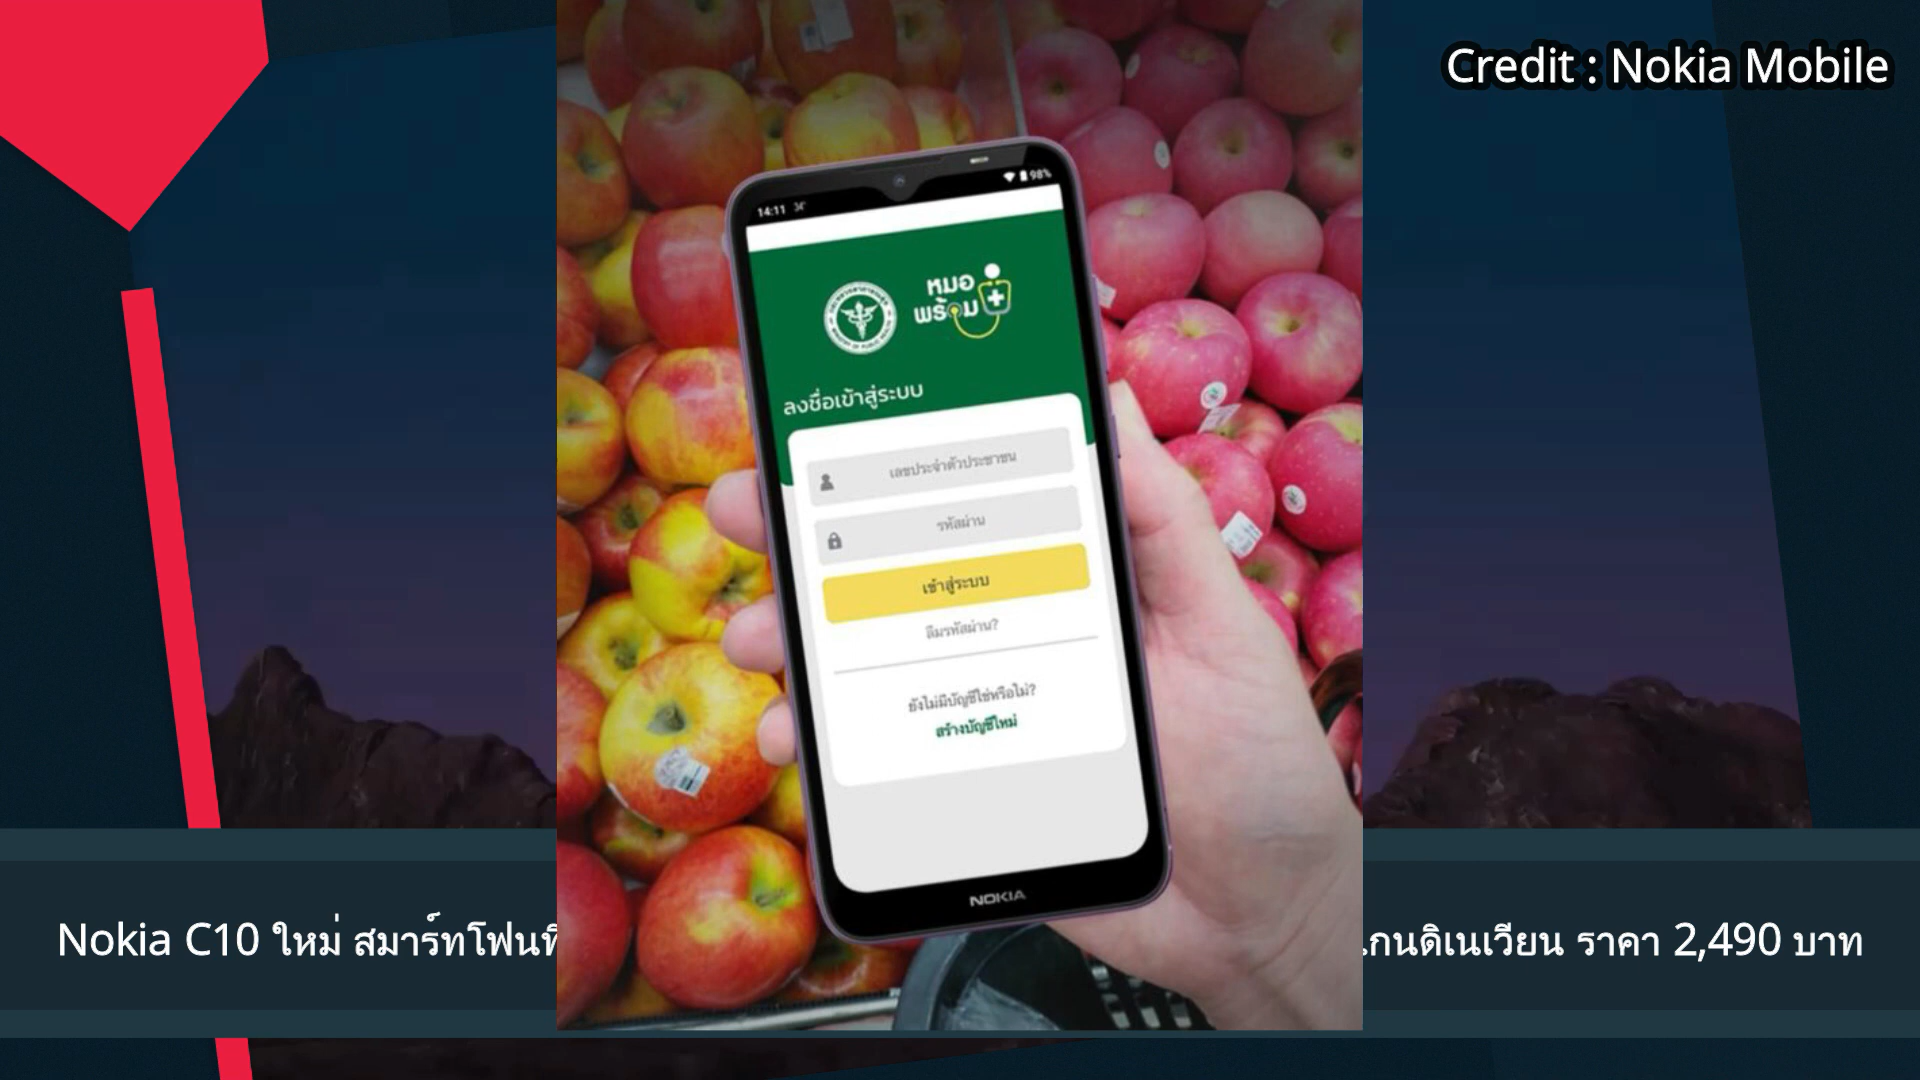 Credit : Nokia Mobile
14:11 34° 98%
หมอ
พร้อม
MINISTRY OF PUBLIC HEALTH
ลงชื่อเข้าสู่ระบบ
เลขประจำตัวประชาชน
รหัสผ่าน
เข้าสู่ระบบ
ลืมรหัสผ่าน?
ยังไม่มีบัญชีใช่หรือไม่?
สร้างบัญชีใหม่
NOKIA
Nokia C10 ใหม่ สมาร์ทโฟนที
แกนดิเนเวียน ราคา 2,490 บาท